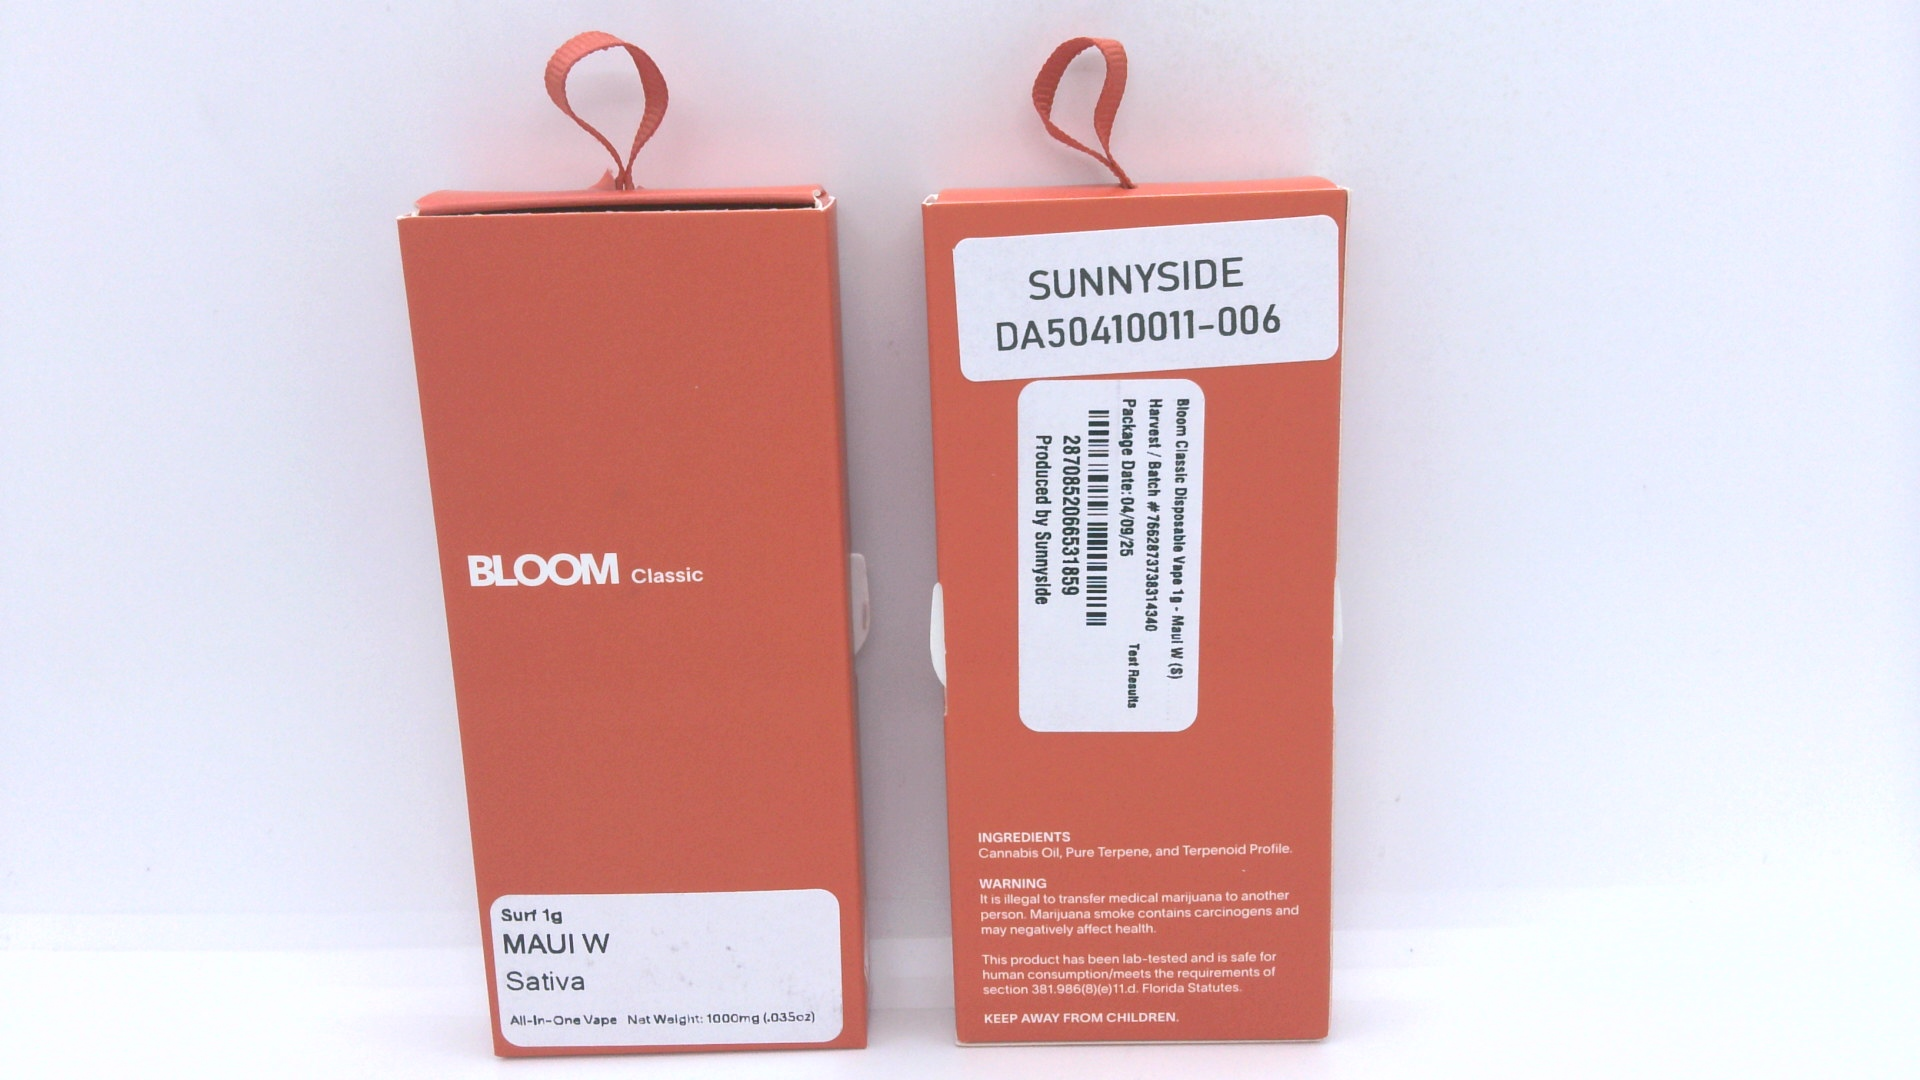 BLOOM Classic
Surf 1g
MAUI W
Sativa
All-In-One Vape Net Weight: 1000mg (.035oz)
SUNNYSIDE
DA50410011-006
Bloom Classic Disposable Vape 1g - Maui W (S)
Harvest / Batch # 7662873738314340
Package Date: 04/09/25
Test Results
2870852066531859
Produced by Sunnyside
INGREDIENTS
Cannabis Oil, Pure Terpene, and Terpenoid Profile.
WARNING
It is illegal to transfer medical marijuana to another
person. Marijuana smoke contains carcinogens and
may negatively affect health.
This product has been lab-tested and is safe for
human consumption/meets the requirements of
section 381.986(8)(e)11.d. Florida Statutes.
KEEP AWAY FROM CHILDREN.